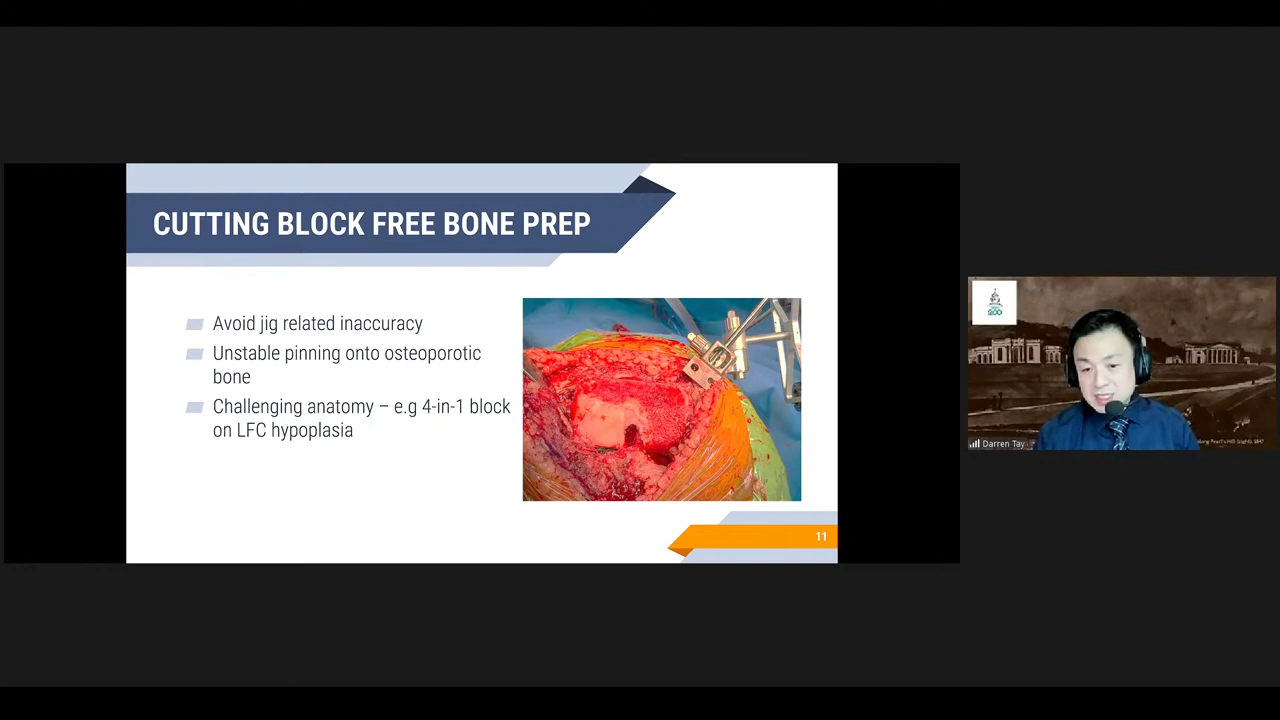 CUTTING BLOCK FREE BONE PREP
Avoid jig related inaccuracy
Unstable pinning onto osteoporotic
bone
Challenging anatomy – e.g 4-in-1 block
on LFC hypoplasia
11
200
Darren Tay